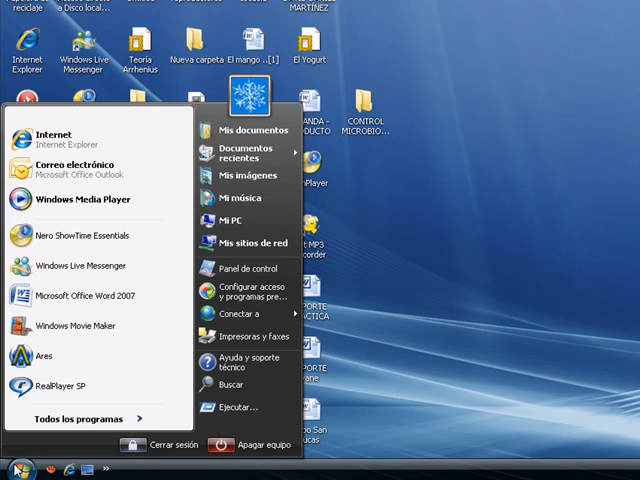 reciclaje
a Disco local...
MARTÍNEZ
Internet
Explorer
Windows Live
Messenger
Teoría
Arrhenius
Nueva carpeta
El mango ..[1]
El Yogurt
CONTROL
MICROBIO...
Internet
Internet Explorer
Correo electrónico
Microsoft Office Outlook
Windows Media Player
Nero ShowTime Essentials
Windows Live Messenger
Microsoft Office Word 2007
Windows Movie Maker
Ares
RealPlayer SP
Todos los programas
Mis documentos
Documentos
recientes
Mis imágenes
Mi música
Mi PC
Mis sitios de red
Panel de control
Configurar acceso
y programas pre...
Conectar a
Impresoras y faxes
Ayuda y soporte
técnico
Buscar
Ejecutar...
Cerrar sesión
Apagar equipo